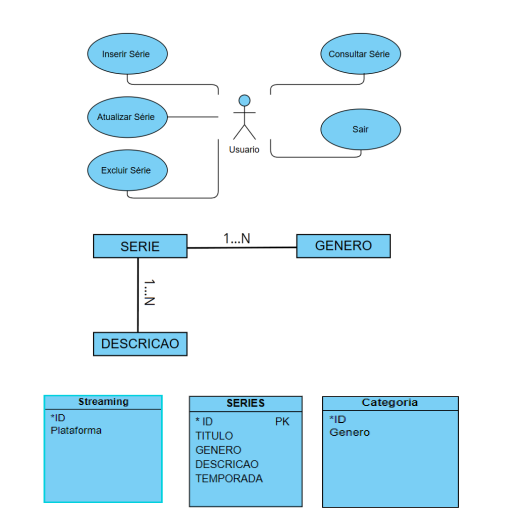 Inserir Série
Consultar Série
Atualizar Série
Sair
Usuario
Excluir Série
SERIE
1...N
GENERO
1...N
DESCRICAO
Streaming
*ID
Plataforma
SERIES
* ID PK
TITULO
GENERO
DESCRICAO
TEMPORADA
Categoria
*ID
Genero